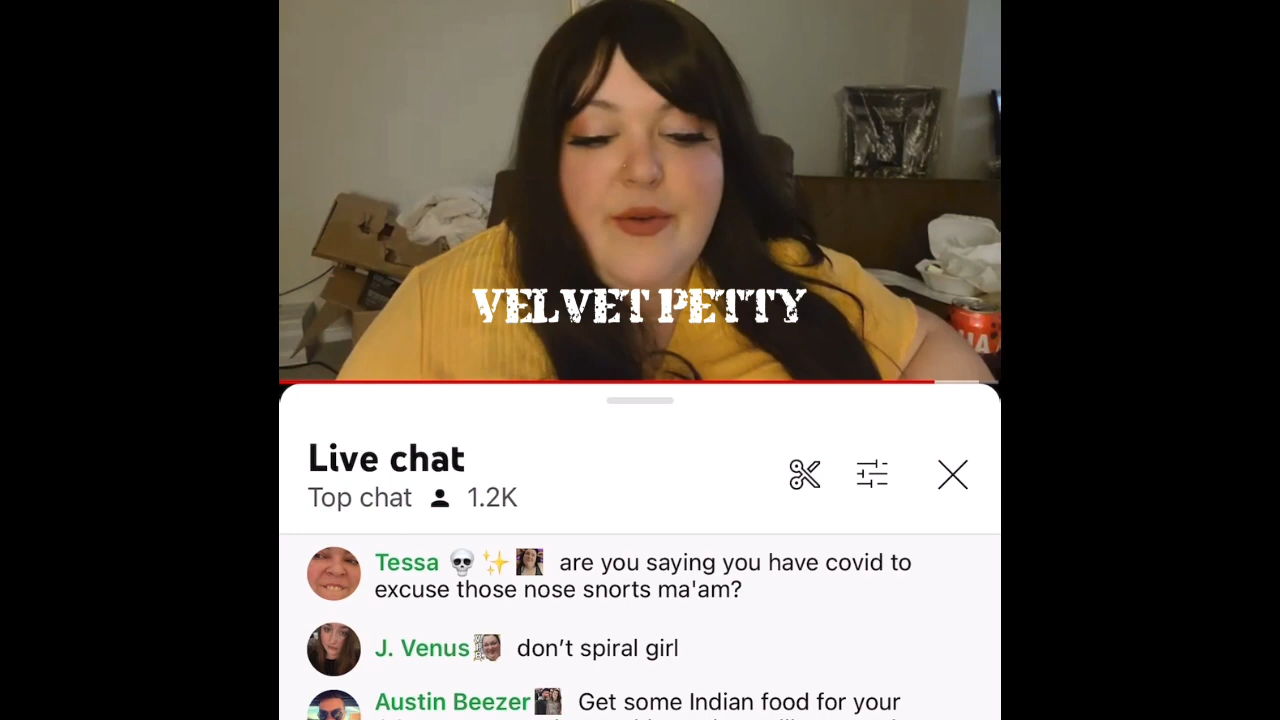 VELVET PETTY
Live chat
Top chat 1.2K
Tessa 💀✨ are you saying you have covid to
excuse those nose snorts ma'am?
J. Venus don’t spiral girl
Austin Beezer Get some Indian food for your